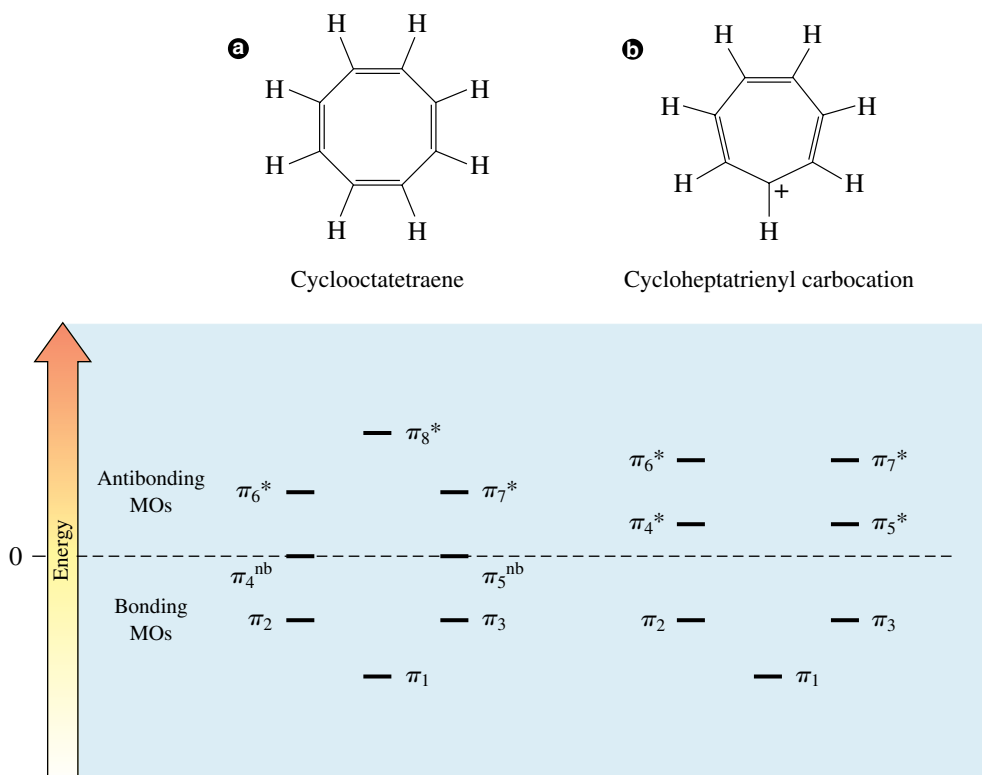 a
H H
H H
H H
H H
Cyclooctatetraene
b
H H
H H
H H
+
H
Cycloheptatrienyl carbocation
Energy
0
Antibonding
MOs
Bonding
MOs
π₈*
π₆* π₇*
π₄ⁿᵇ π₅ⁿᵇ
π₂ π₃
π₁
π₆* π₇*
π₄* π₅*
π₂ π₃
π₁